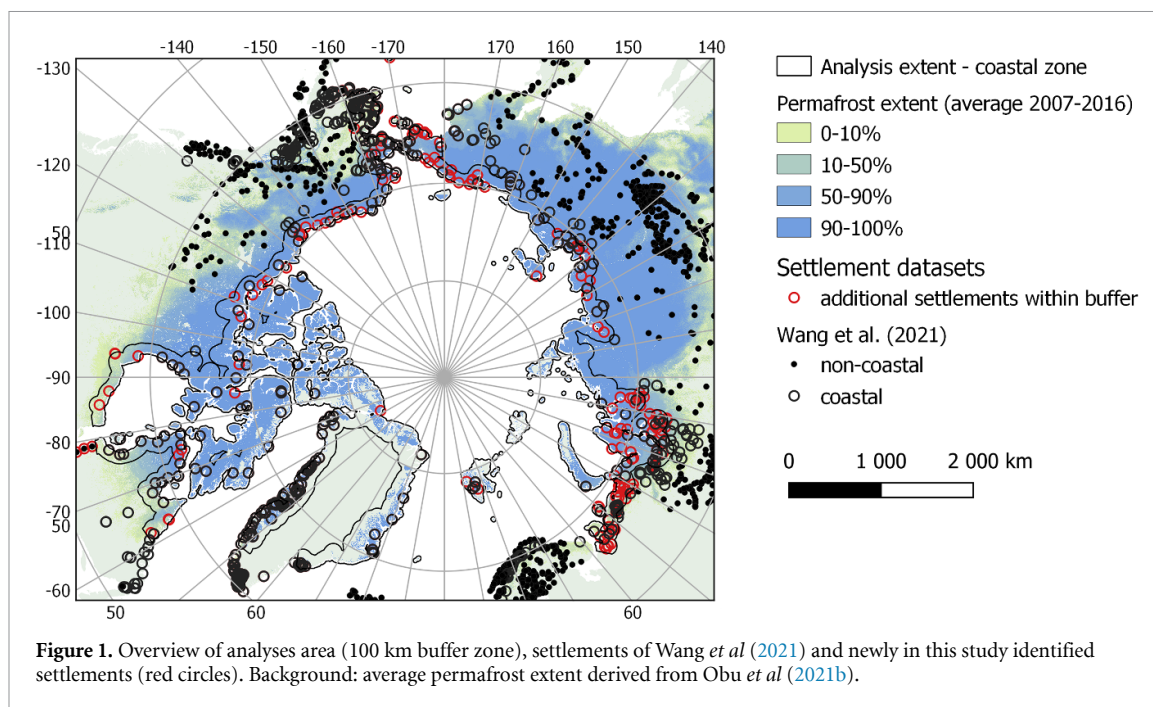 -140 -150 -160 -170 170 160 150 140
-130
-120
-110
50
-100
-90
-80
-70
50
-60
50 60 60
Analysis extent - coastal zone
Permafrost extent (average 2007-2016)
0-10%
10-50%
50-90%
90-100%
Settlement datasets
additional settlements within buffer
Wang et al. (2021)
non-coastal
coastal
0 1 000 2 000 km
Figure 1. Overview of analyses area (100 km buffer zone), settlements of Wang et al (2021) and newly in this study identified
settlements (red circles). Background: average permafrost extent derived from Obu et al (2021b).